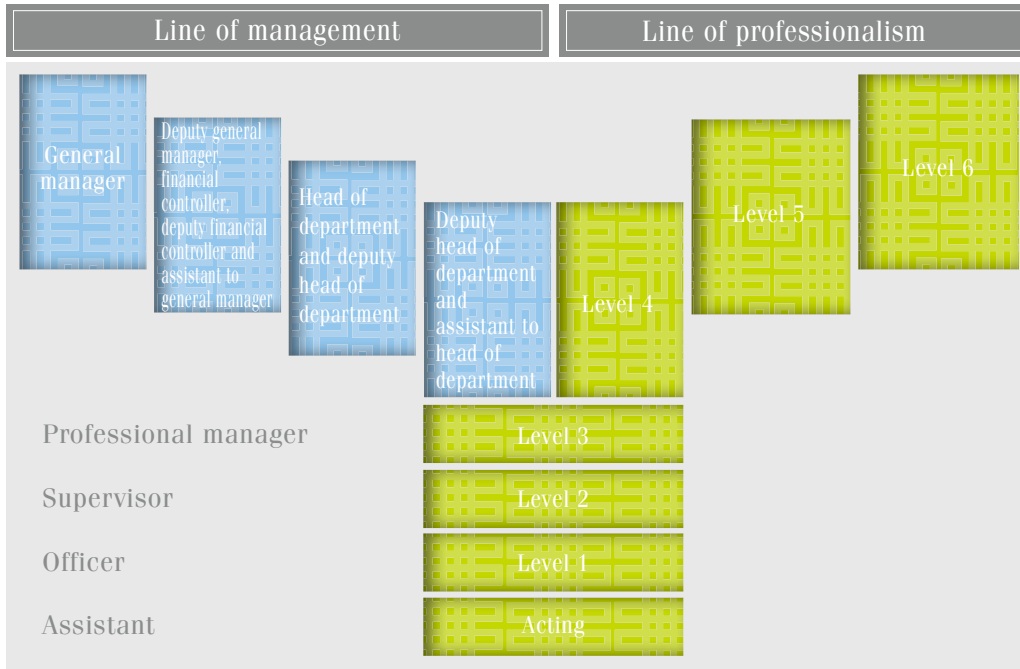 Line of management
Line of professionalism
General
manager
Deputy general
manager,
financial
controller,
deputy financial
controller and
assistant to
general manager
Head of
department
and deputy
head of
department
Deputy
head of
department
and
assistant to
head of
department
Level 4
Level 5
Level 6
Professional manager
Level 3
Supervisor
Level 2
Officer
Level 1
Assistant
Acting